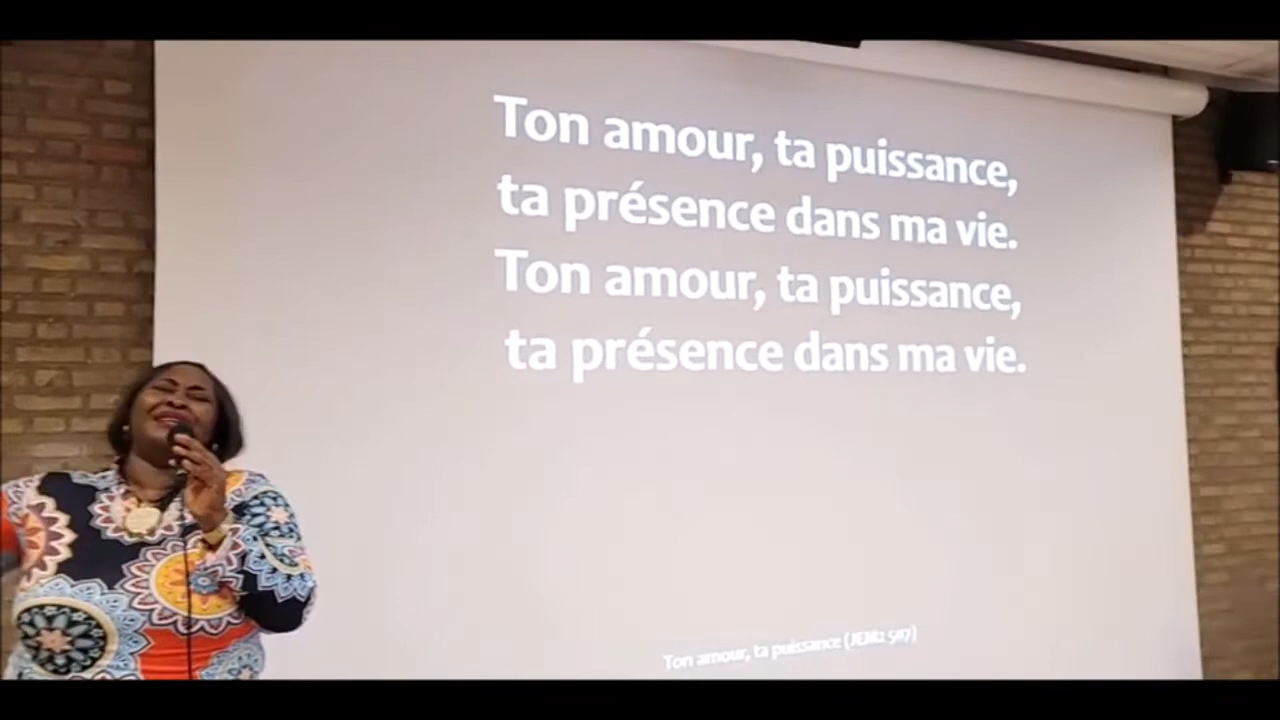 Ton amour, ta puissance,
ta présence dans ma vie.
Ton amour, ta puissance,
ta présence dans ma vie.
Ton amour, ta puissance